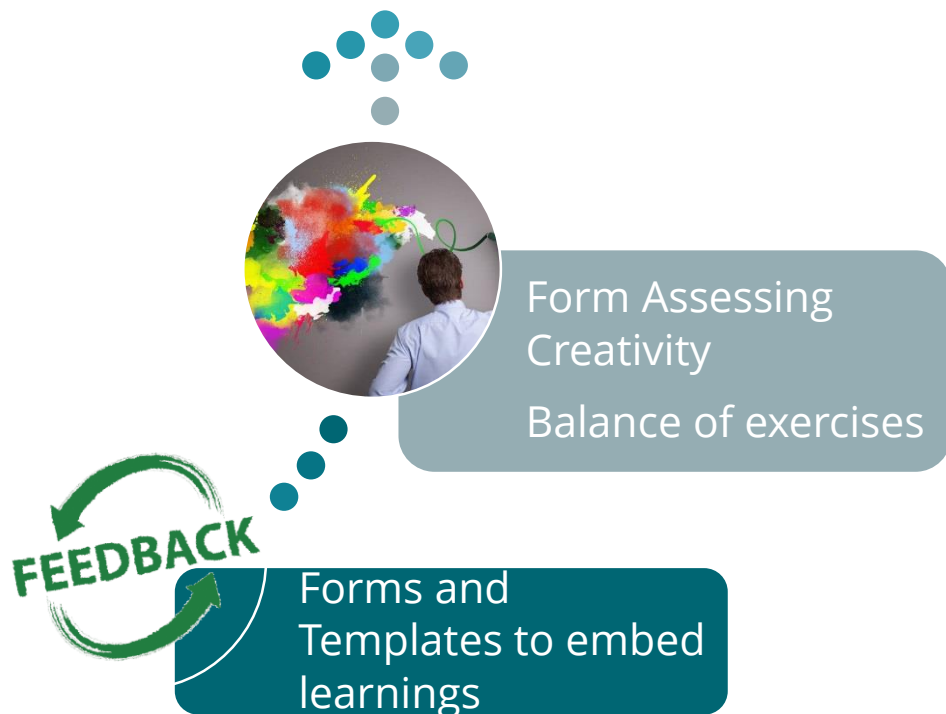 Form Assessing
Creativity
Balance of exercises
FEEDBACK
Forms and
Templates to embed
learnings